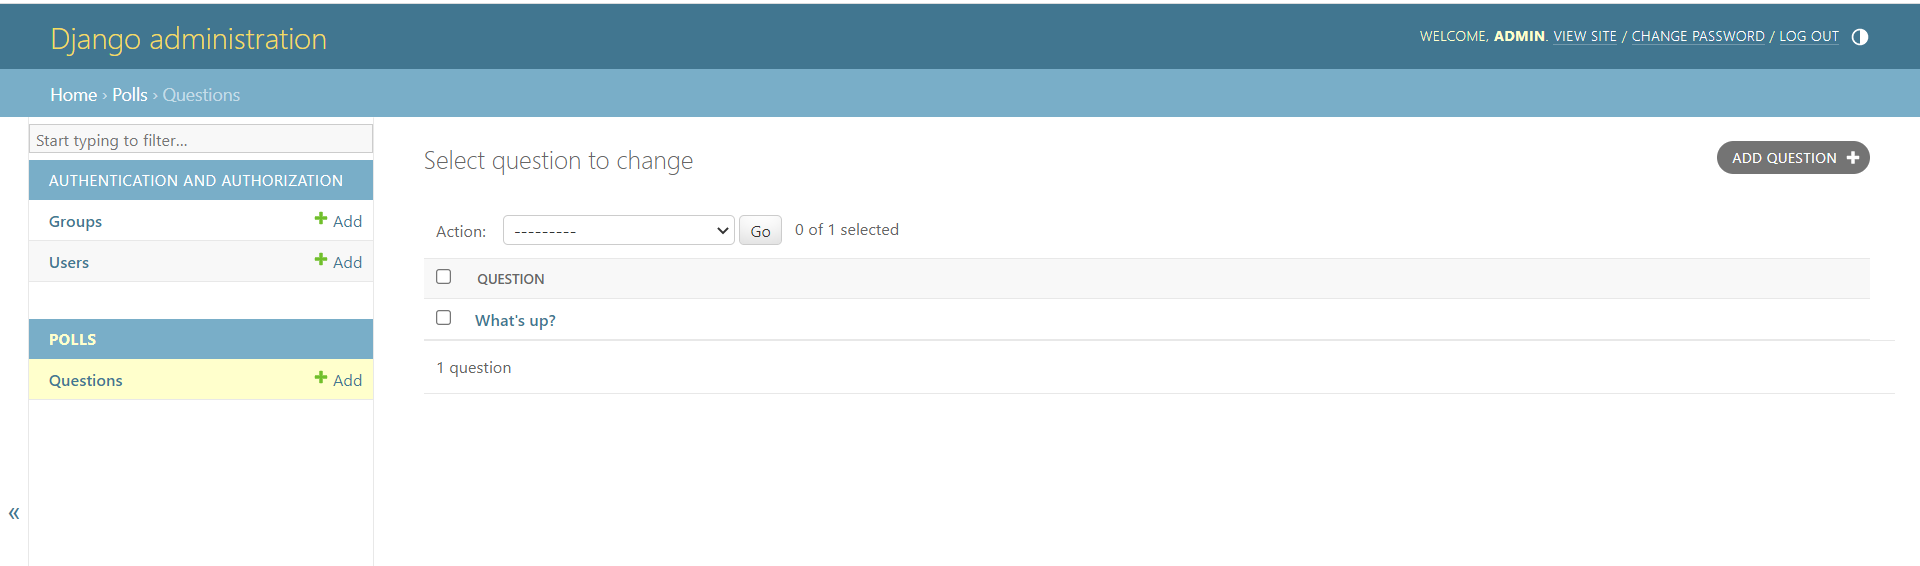 Django administration
WELCOME, ADMIN. VIEW SITE / CHANGE PASSWORD / LOG OUT
Home › Polls › Questions
Start typing to filter...
AUTHENTICATION AND AUTHORIZATION
Groups + Add
Users + Add
POLLS
Questions + Add
«
Select question to change
ADD QUESTION +
Action: --------- Go 0 of 1 selected
QUESTION
What's up?
1 question